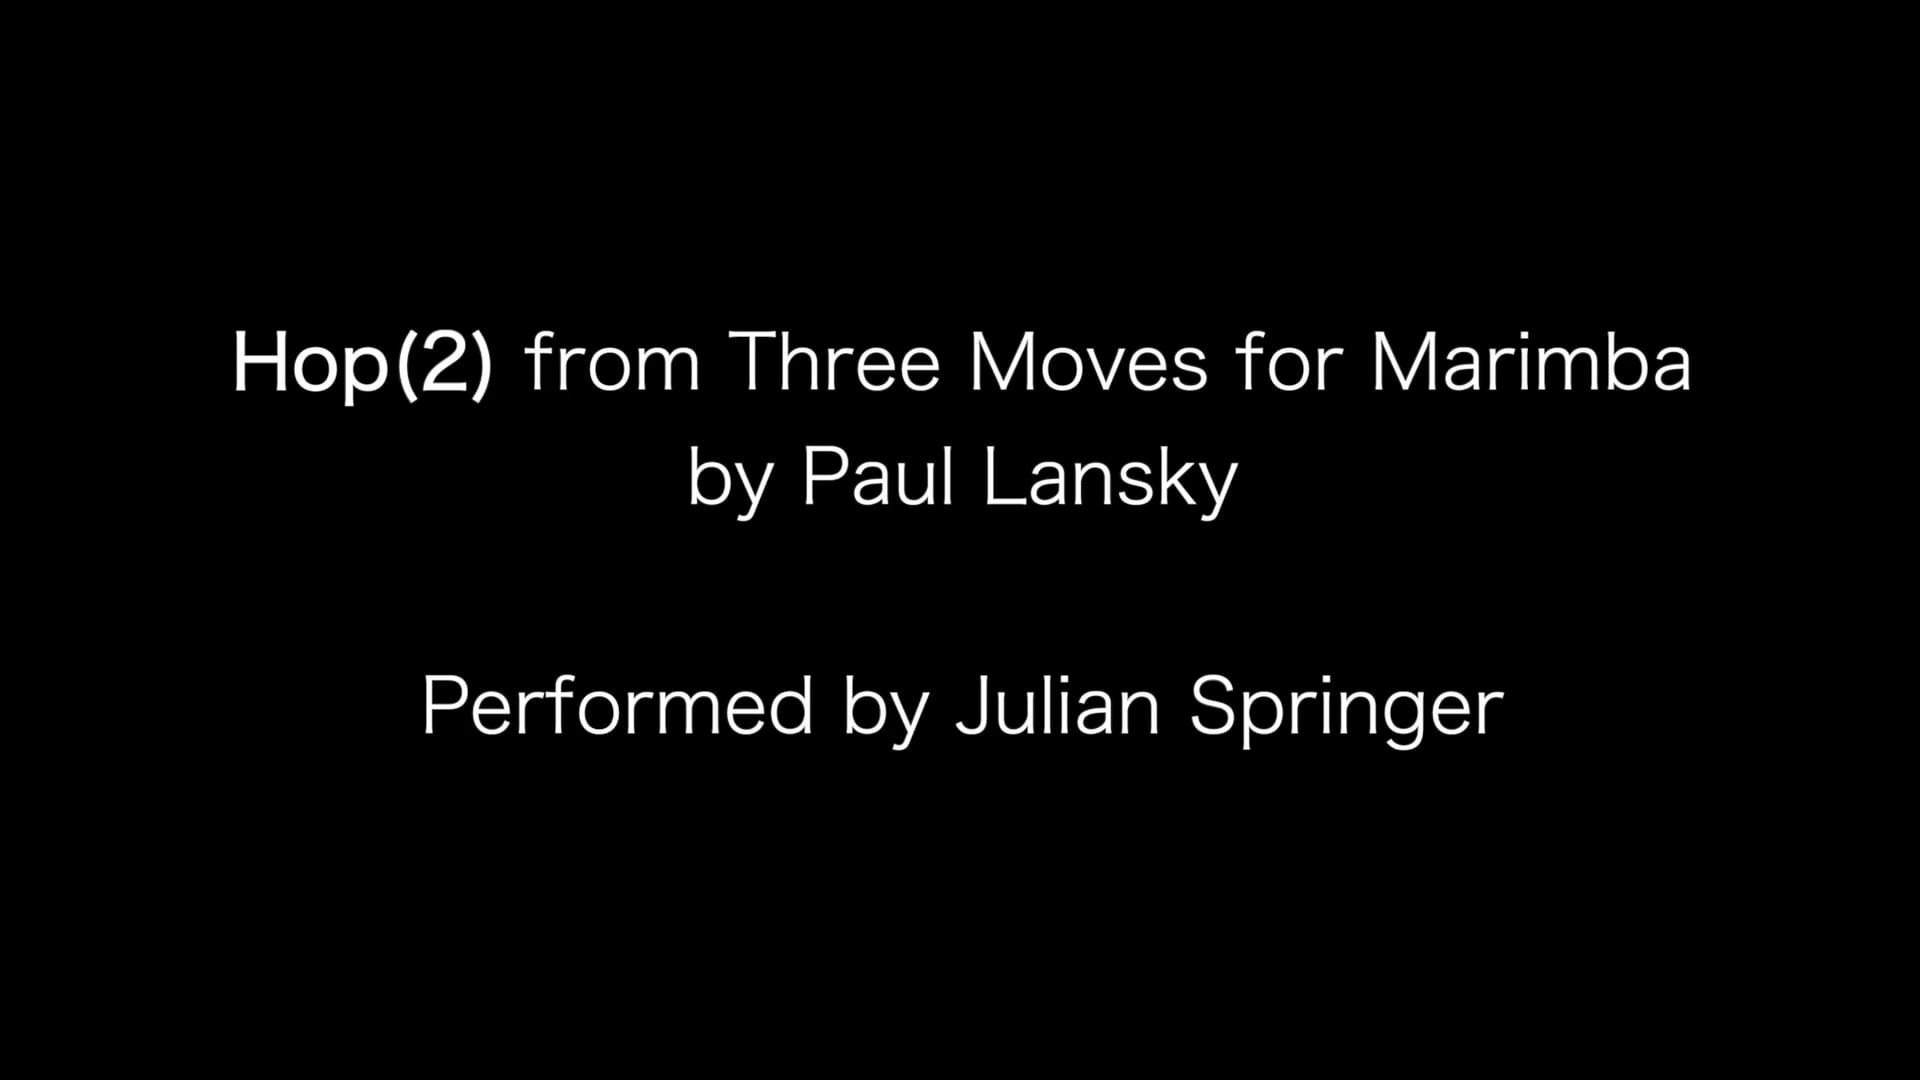 Hop(2) from Three Moves for Marimba
by Paul Lansky
Performed by Julian Springer